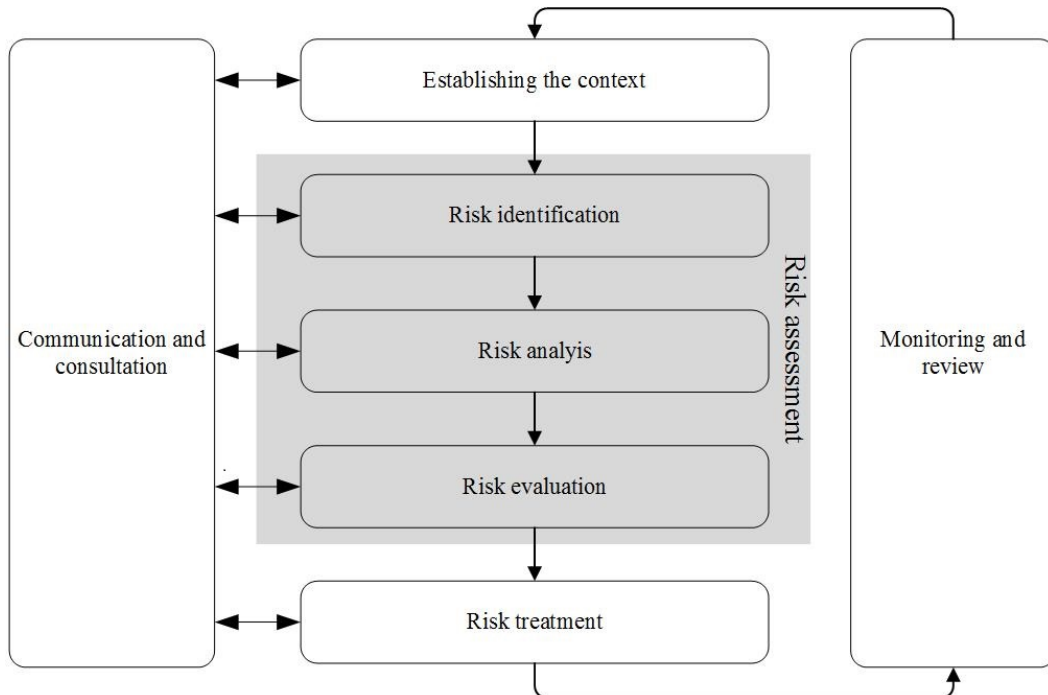 Establishing the context
Risk identification
Risk analyis
Risk evaluation
Risk treatment
Risk assessment
Communication and
consultation
Monitoring and
review